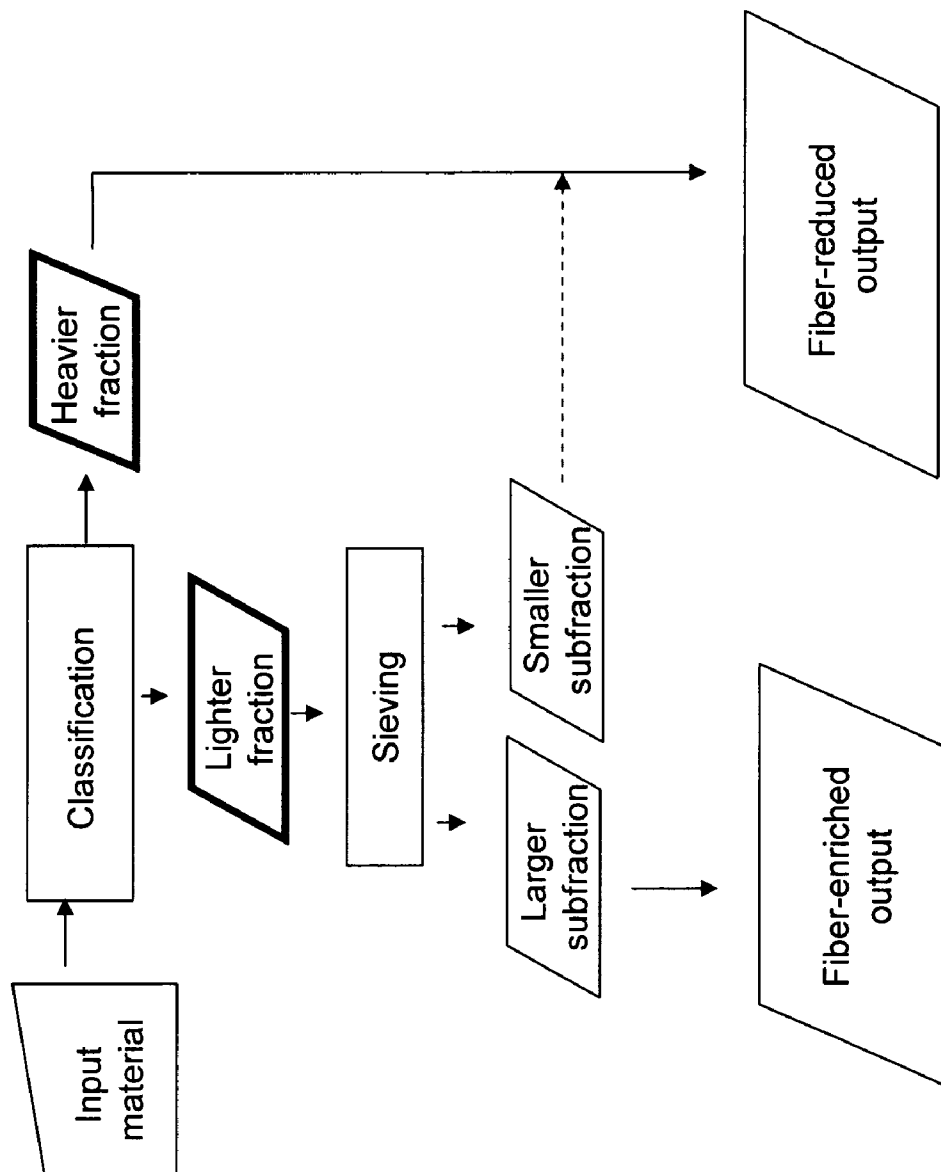 Input
material
Classification
Heavier
fraction
Lighter
fraction
Sieving
Larger
subfraction
Smaller
subfraction
Fiber-enriched
output
Fiber-reduced
output